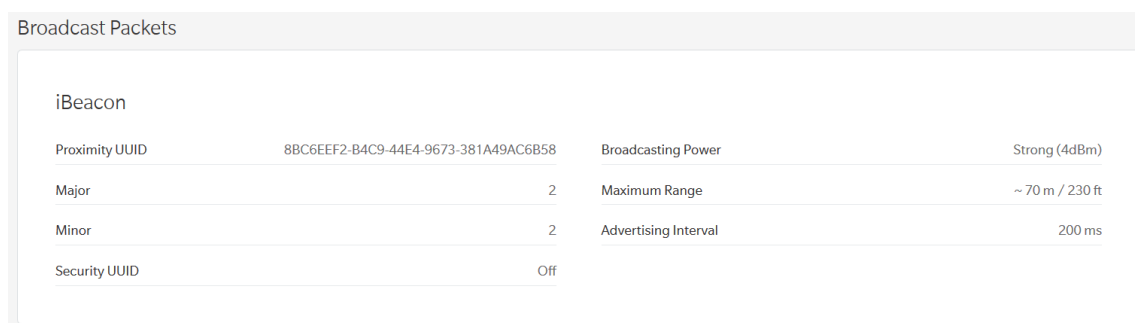 Broadcast Packets
iBeacon
Proximity UUID 8BC6EEF2-B4C9-44E4-9673-381A49AC6B58
Broadcasting Power Strong (4dBm)
Major 2
Maximum Range ~ 70 m / 230 ft
Minor 2
Advertising Interval 200 ms
Security UUID Off